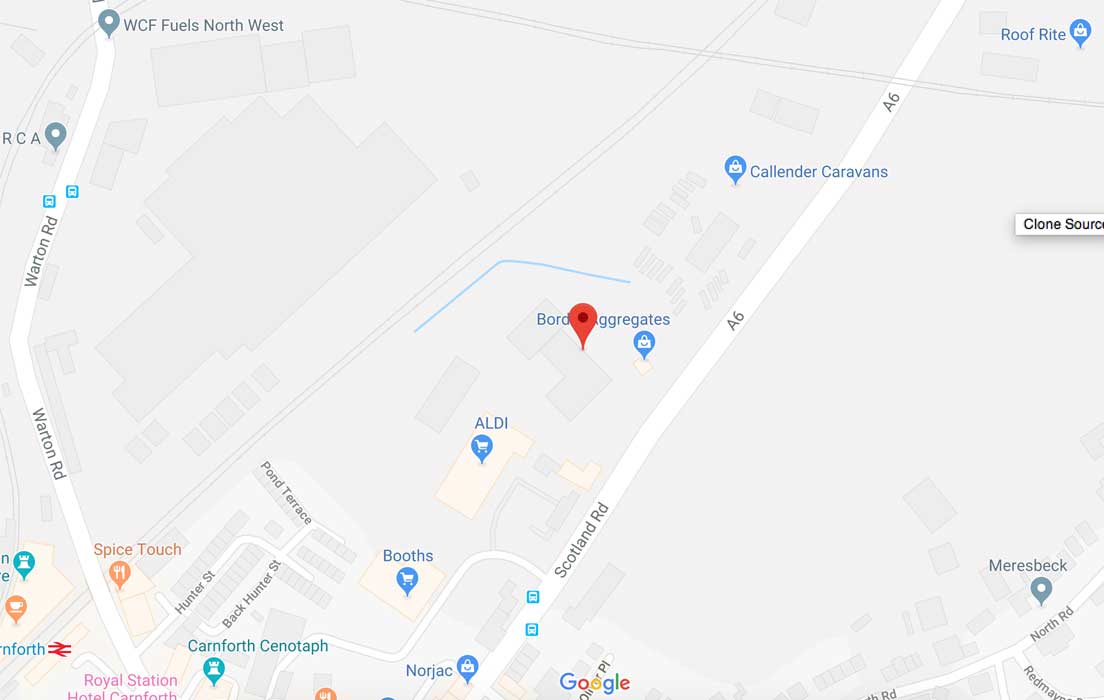 WCF Fuels North West
Roof Rite
A6
R C A
Callender Caravans
Clone Source
Warton Rd
Aggregates
A6
ALDI
Warton Rd
Pond Terrace
Scotland Rd
Spice Touch
Booths
Meresbeck
Hunter St
Back Hunter St
North Rd
Carnforth Cenotaph
Norjac
Royal Station
Hotel Carnforth
Google